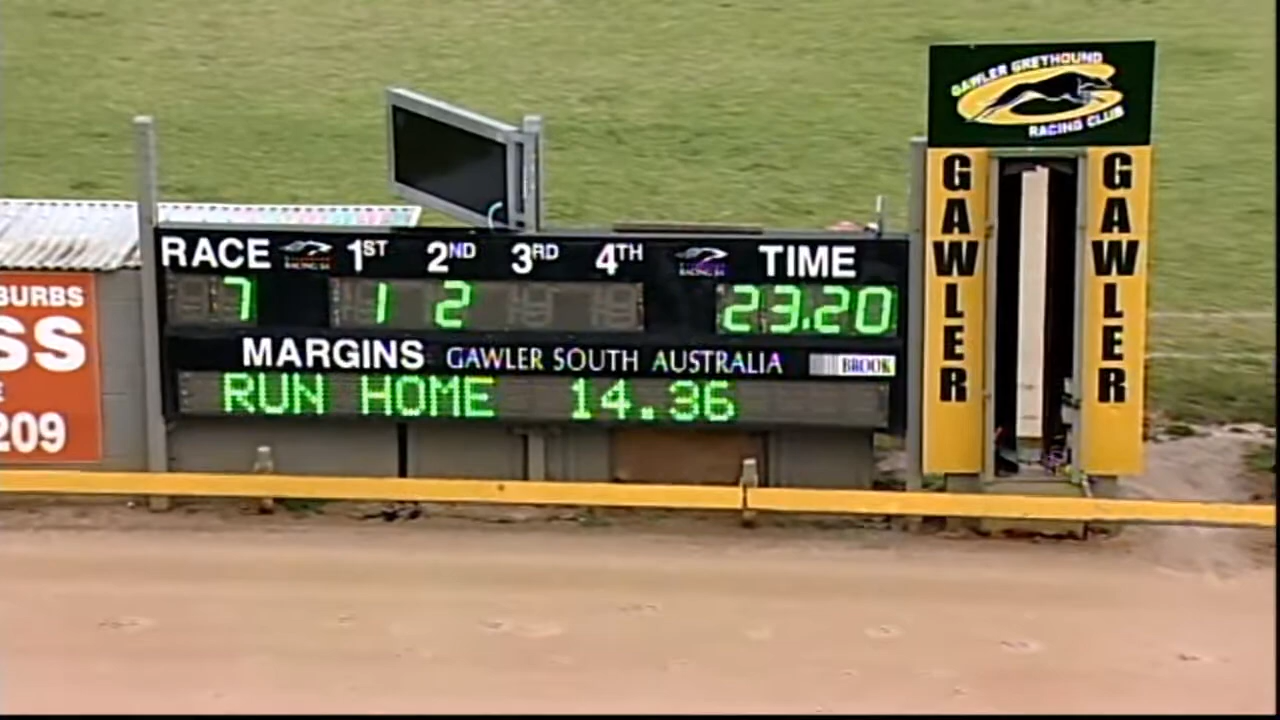 GAWLER GREYHOUND
RACING CLUB
GAWLER
GAWLER
RACE 1ST 2ND 3RD 4TH TIME
7 1 2 23.20
MARGINS GAWLER SOUTH AUSTRALIA BROOK
RUN HOME 14.36
BURBS
SS
209